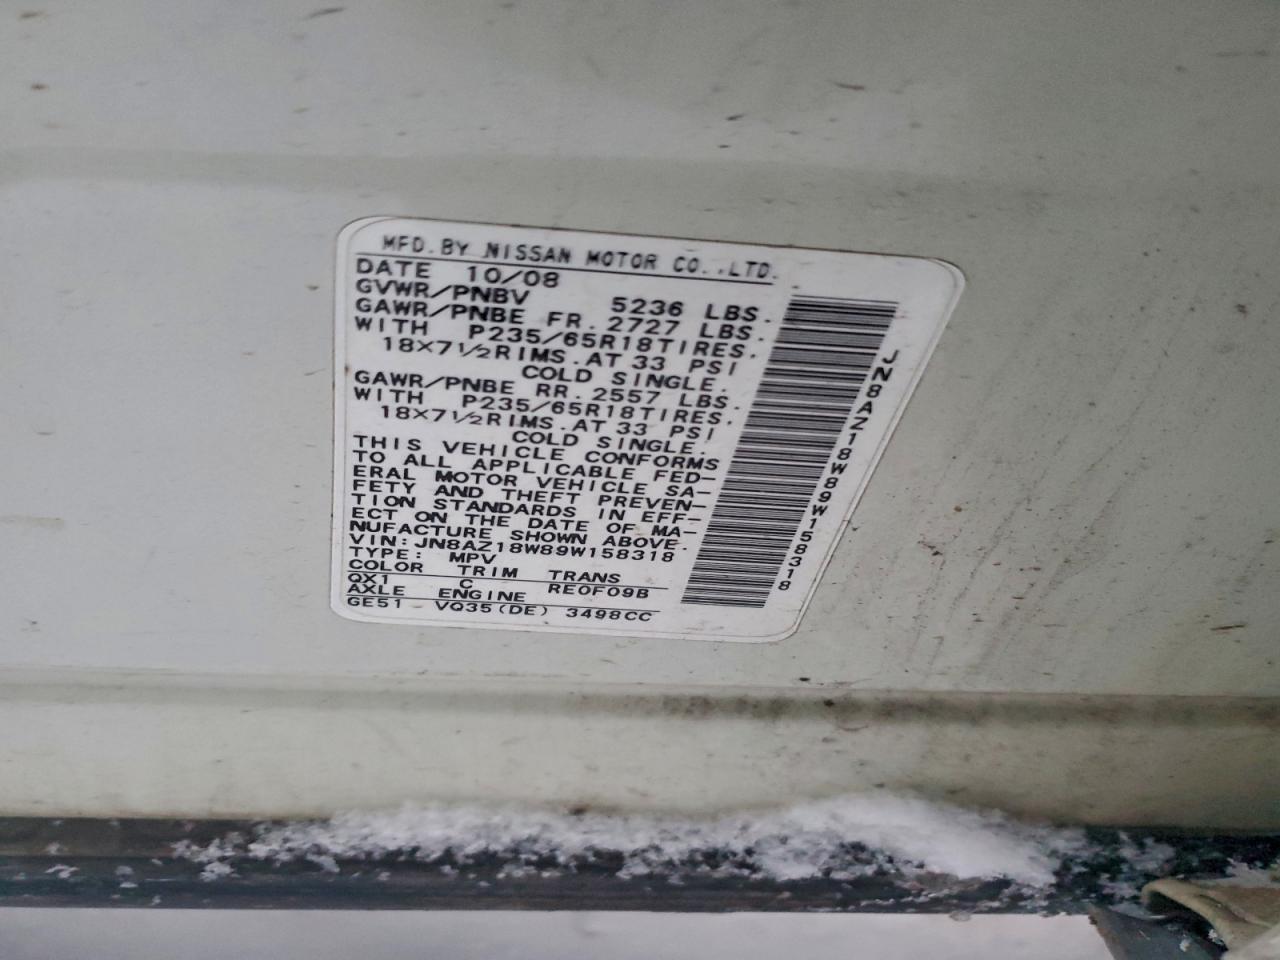 MFD. BY NISSAN MOTOR CO., LTD.
DATE 10/08
GVWR/PNBV 5236 LBS.
GAWR/PNBE FR. 2727 LBS.
WITH P235/65R18TIRES.
18×7½RIMS. AT 33 PSI
COLD SINGLE.
GAWR/PNBE RR. 2557 LBS.
WITH P235/65R18TIRES.
18×7½RIMS. AT 33 PSI
COLD SINGLE.
THIS VEHICLE CONFORMS
TO ALL APPLICABLE FED-
ERAL MOTOR VEHICLE SA-
FETY AND THEFT PREVEN-
TION STANDARDS IN EFF-
ECT ON THE DATE OF MA-
NUFACTURE SHOWN ABOVE.
VIN: JN8AZ18W89W158318
TYPE: MPV
COLOR TRIM TRANS
QX1 C RE0F09B
AXLE ENGINE
GE51 VQ35(DE) 3498CC
JN8AZ18W89W158318